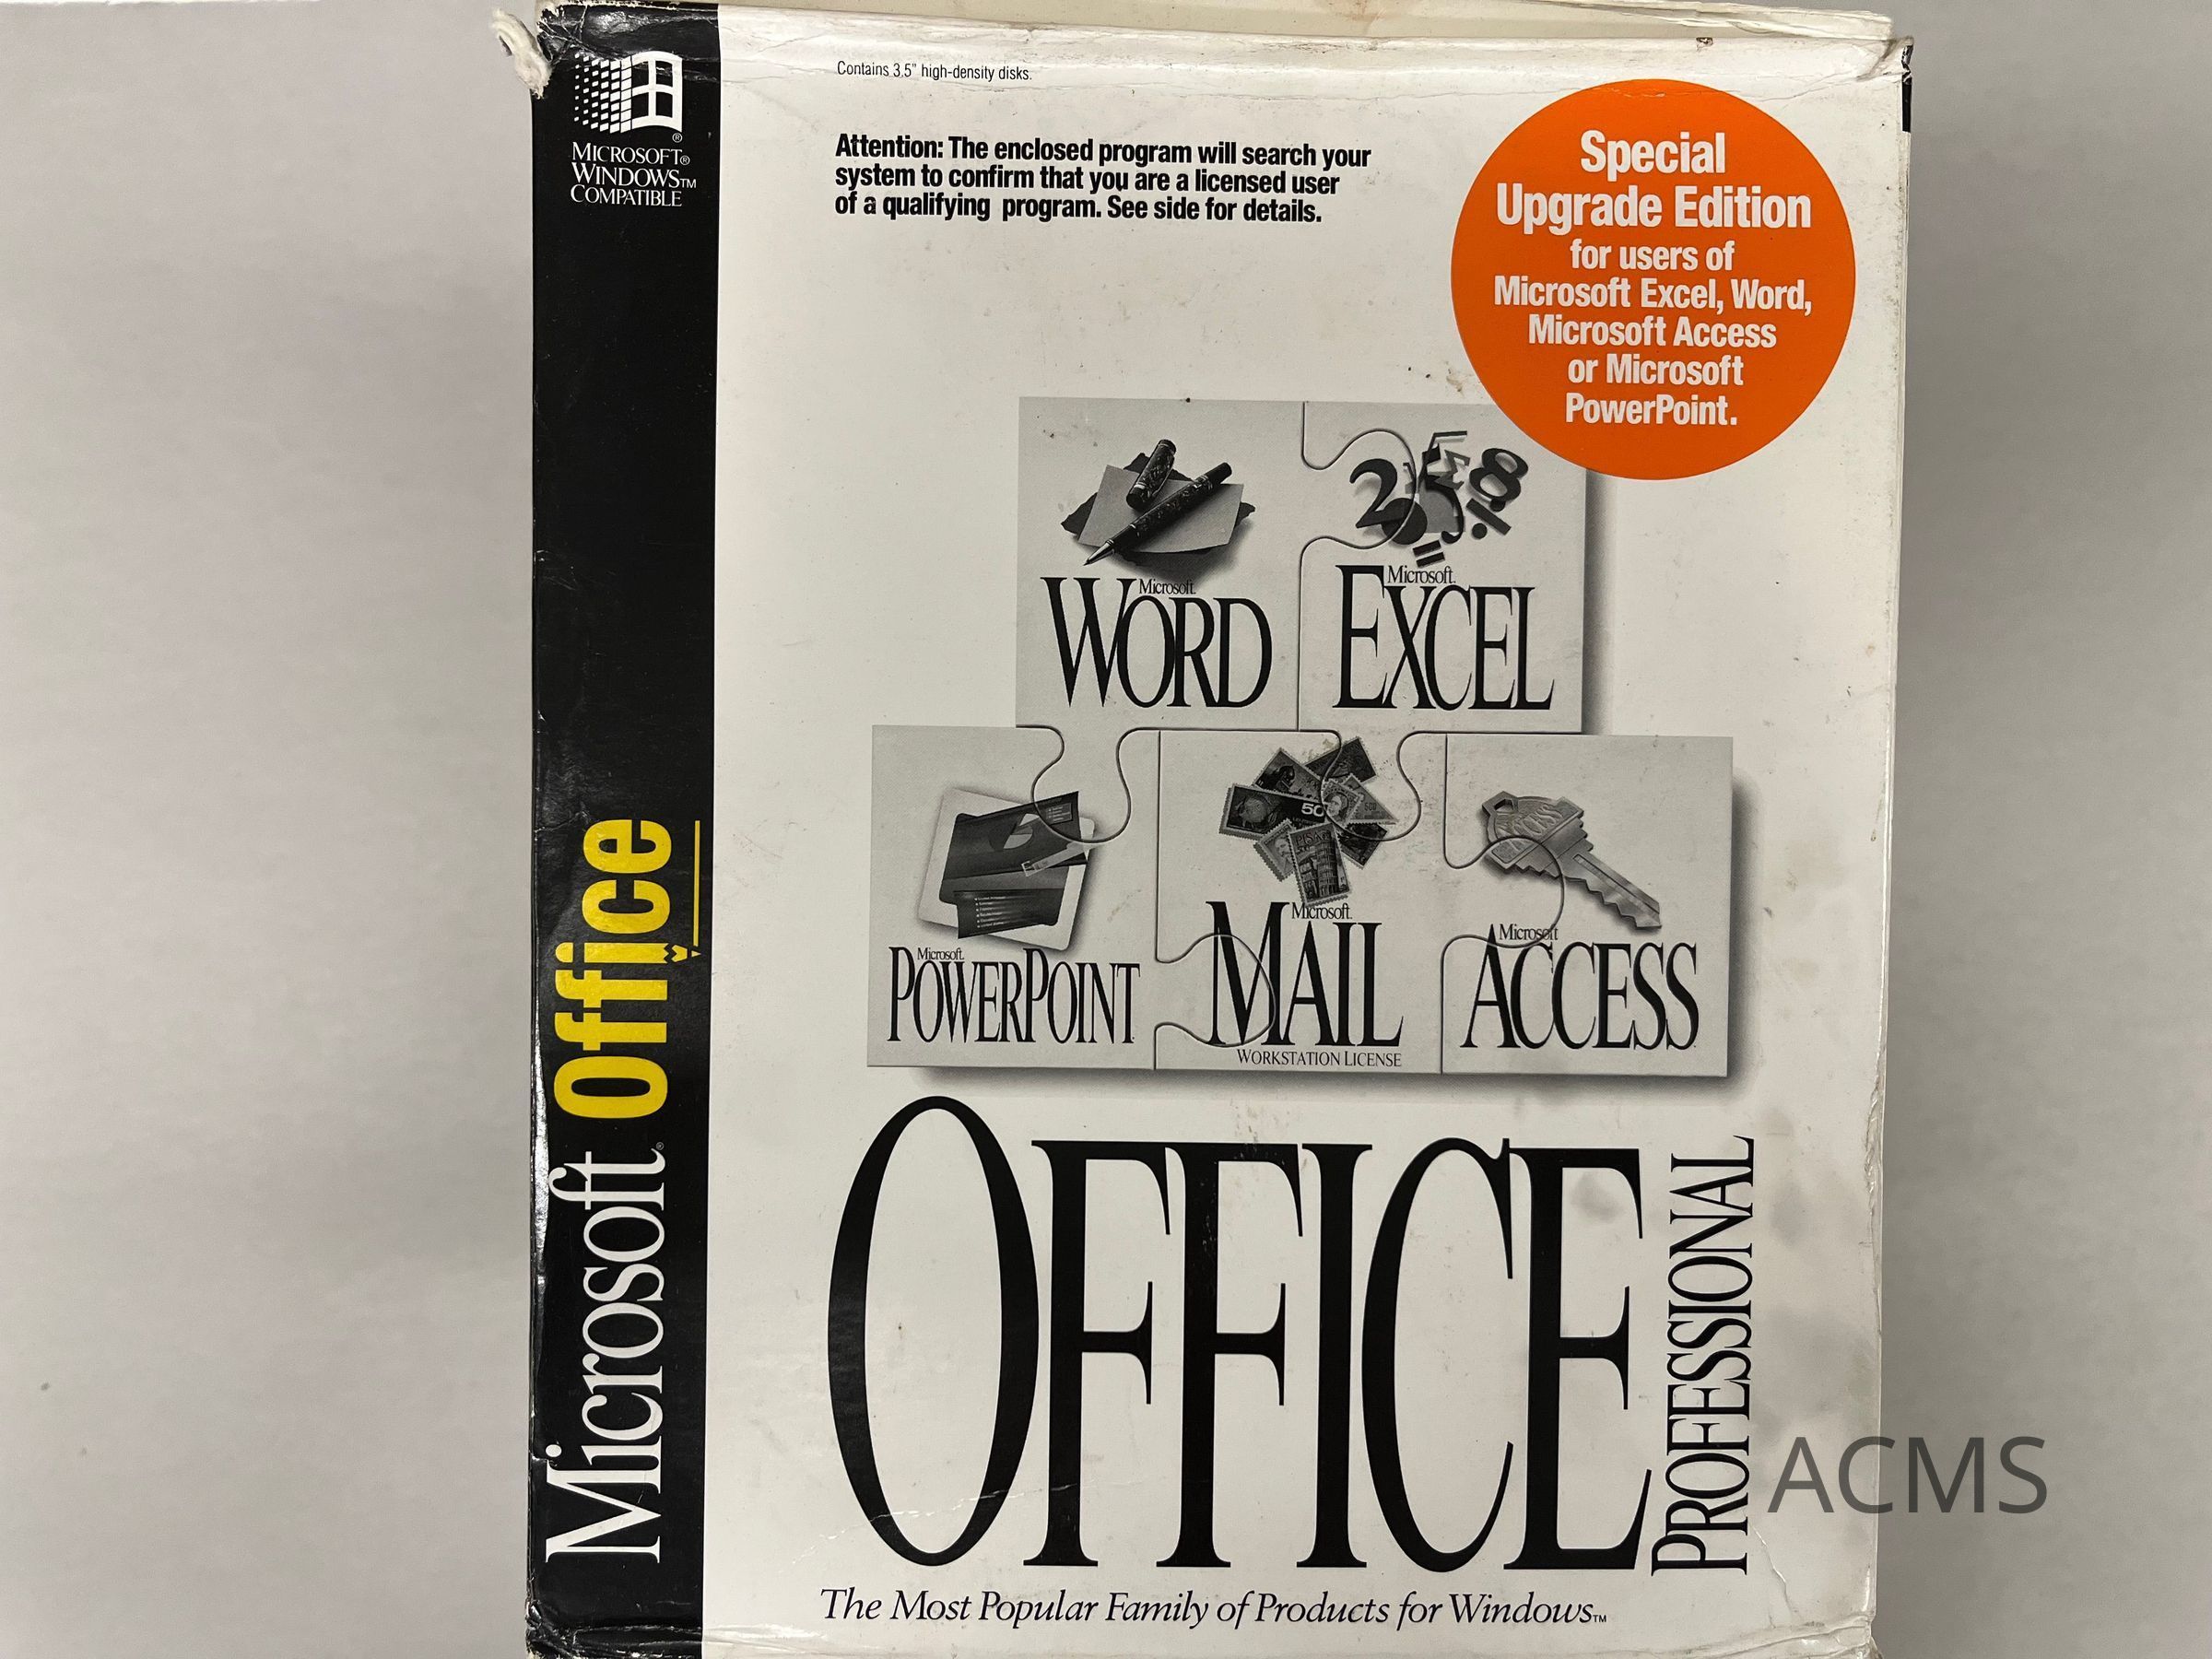 MICROSOFT®
WINDOWS™
COMPATIBLE
Microsoft® Office
Contains 3.5" high-density disks.
Attention: The enclosed program will search your
system to confirm that you are a licensed user
of a qualifying program. See side for details.
Special
Upgrade Edition
for users of
Microsoft Excel, Word,
Microsoft Access
or Microsoft
PowerPoint.
Microsoft
WORD
Microsoft
EXCEL
Microsoft
POWERPOINT
Microsoft
MAIL
WORKSTATION LICENSE
Microsoft
ACCESS
OFFICE
PROFESSIONAL
The Most Popular Family of Products for Windows™
ACMS